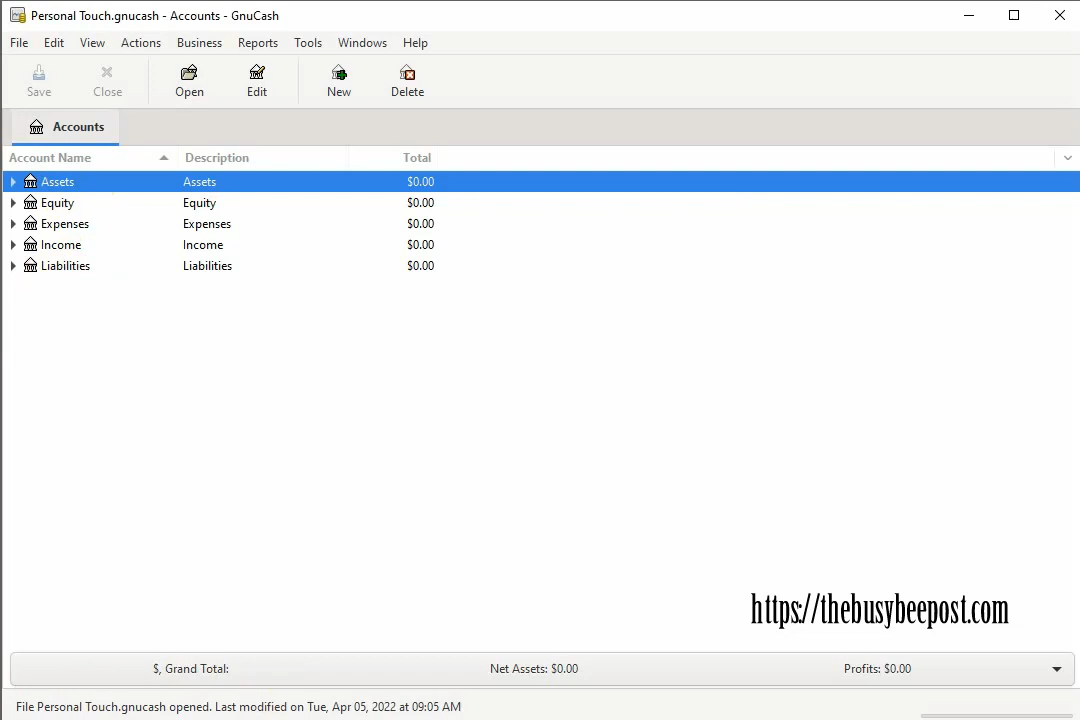 Personal Touch.gnucash - Accounts - GnuCash
File Edit View Actions Business Reports Tools Windows Help
Save Close Open Edit New Delete
Accounts
Account Name Description Total
Assets Assets $0.00
Equity Equity $0.00
Expenses Expenses $0.00
Income Income $0.00
Liabilities Liabilities $0.00
https://thebusybeepost.com
$, Grand Total: Net Assets: $0.00 Profits: $0.00
File Personal Touch.gnucash opened. Last modified on Tue, Apr 05, 2022 at 09:05 AM